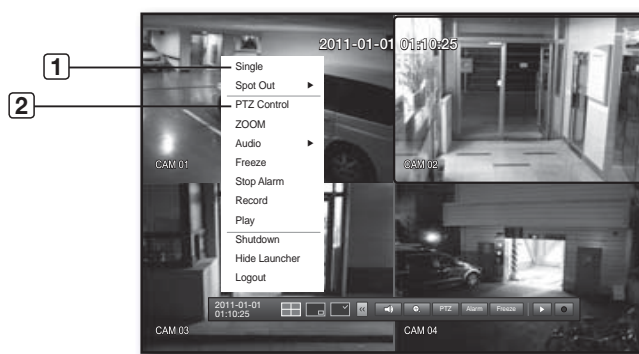 2011-01-01 01:10:25
1
Single
Spot Out
2
PTZ Control
ZOOM
Audio
Freeze
Stop Alarm
Record
Play
Shutdown
Hide Launcher
Logout
CAM 01
CAM 02
2011-01-01
01:10:25
PTZ
Alarm
Freeze
CAM 03
CAM 04